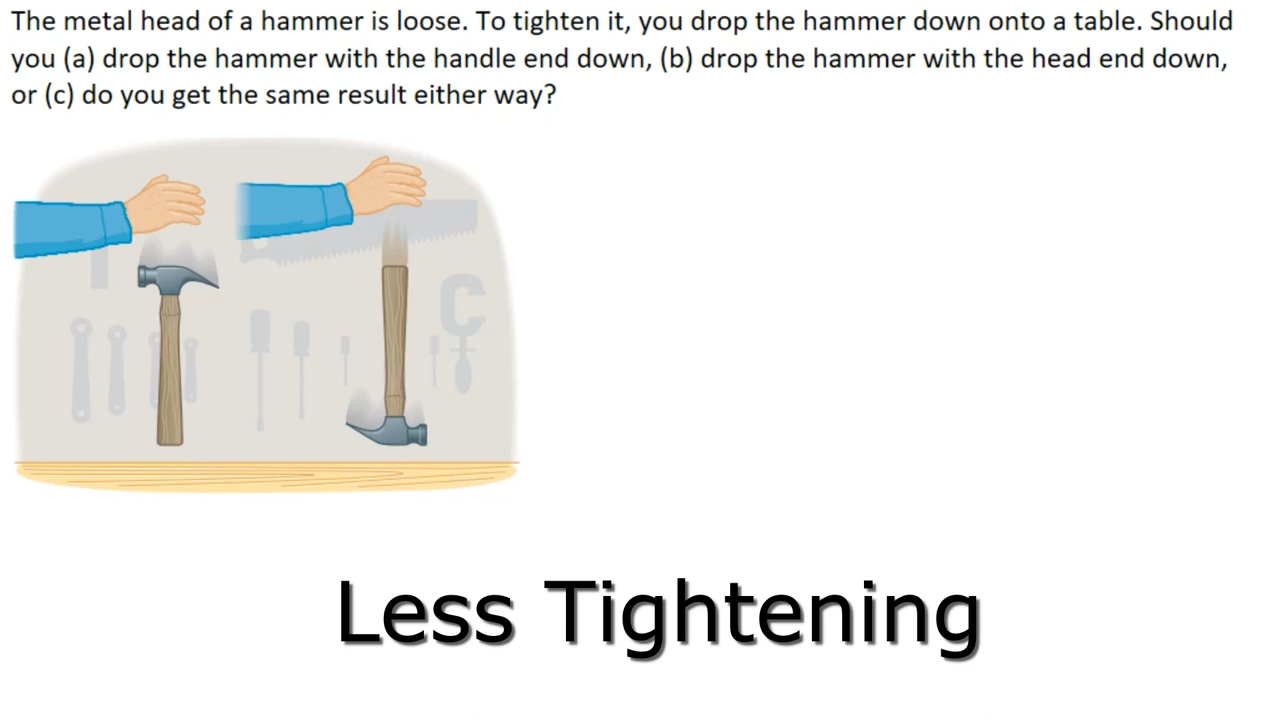 The metal head of a hammer is loose. To tighten it, you drop the hammer down onto a table. Should
you (a) drop the hammer with the handle end down, (b) drop the hammer with the head end down,
or (c) do you get the same result either way?
Less Tightening